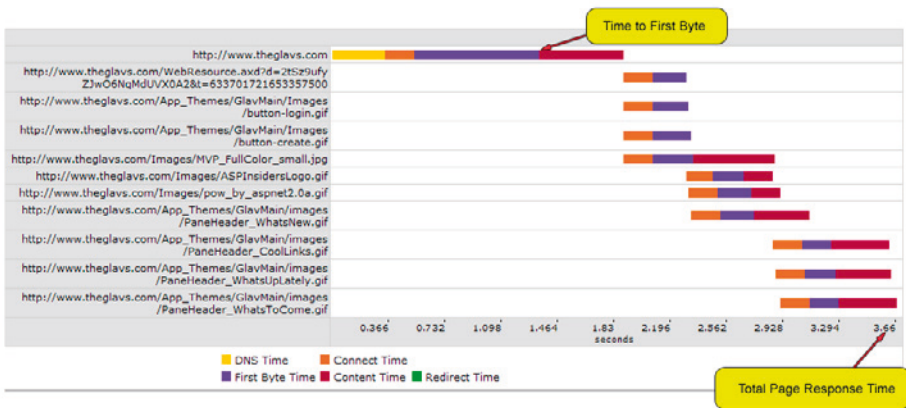 Time to First Byte
http://www.theglavs.com
http://www.theglavs.com/WebResource.axd?d=2tSz9ufy
ZJwO6NqMdUVX0A2&t=633701721653357500
http://www.theglavs.com/App_Themes/GlavMain/Images
/button-login.gif
http://www.theglavs.com/App_Themes/GlavMain/Images
/button-create.gif
http://www.theglavs.com/Images/MVP_FullColor_small.jpg
http://www.theglavs.com/Images/ASPInsidersLogo.gif
http://www.theglavs.com/Images/pow_by_aspnet2.0a.gif
http://www.theglavs.com/App_Themes/GlavMain/images
/PaneHeader_WhatsNew.gif
http://www.theglavs.com/App_Themes/GlavMain/images
/PaneHeader_CoolLinks.gif
http://www.theglavs.com/App_Themes/GlavMain/images
/PaneHeader_WhatsUpLately.gif
http://www.theglavs.com/App_Themes/GlavMain/images
/PaneHeader_WhatsToCome.gif
0.366 0.732 1.098 1.464 1.83 2.196 2.562 2.928 3.294 3.66
seconds
DNS Time Connect Time
First Byte Time Content Time Redirect Time
Total Page Response Time